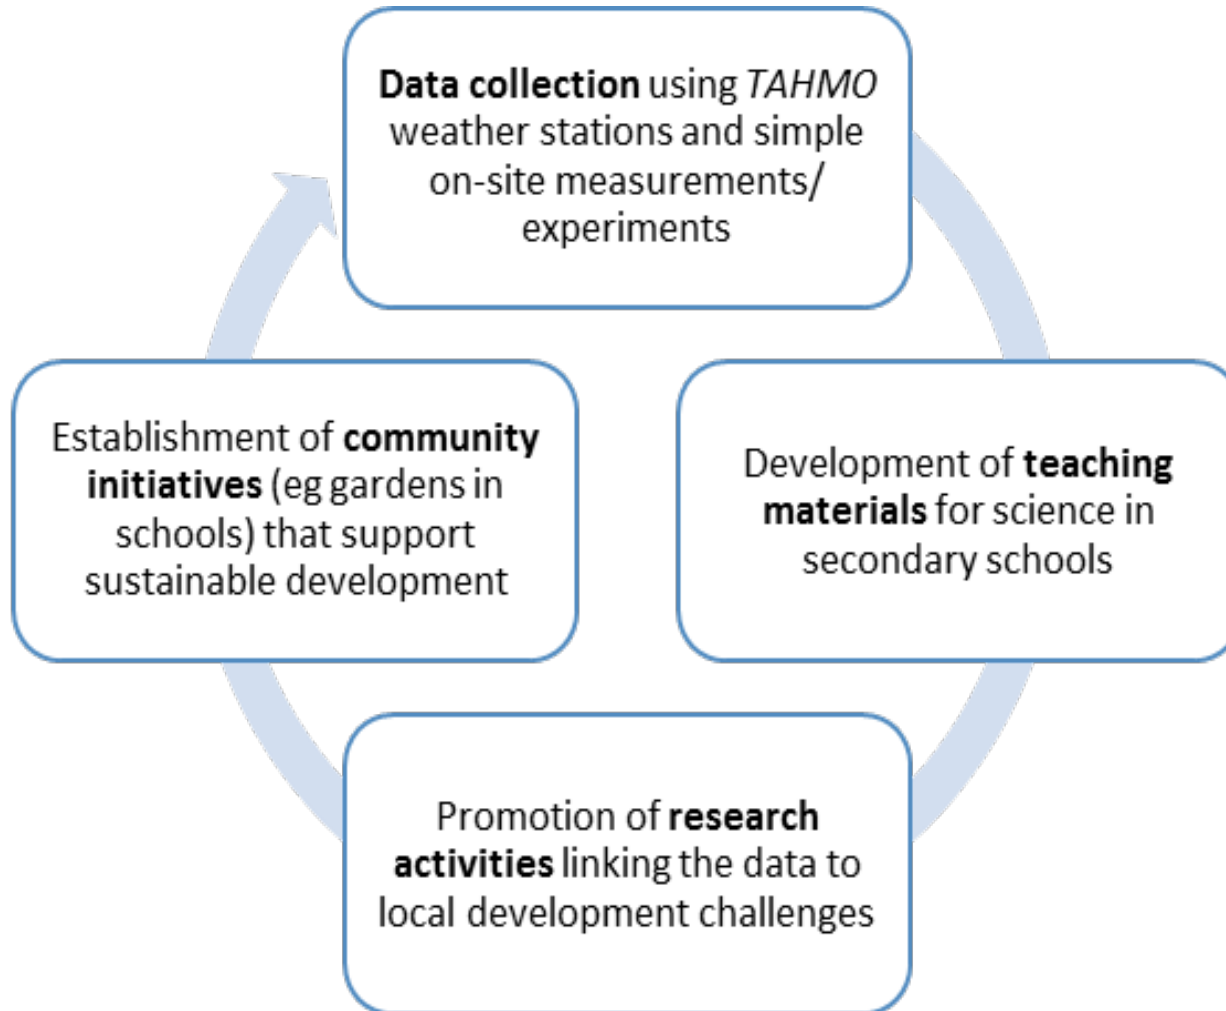 Data collection using TAHMO
weather stations and simple
on-site measurements/
experiments
Development of teaching
materials for science in
secondary schools
Promotion of research
activities linking the data to
local development challenges
Establishment of community
initiatives (eg gardens in
schools) that support
sustainable development